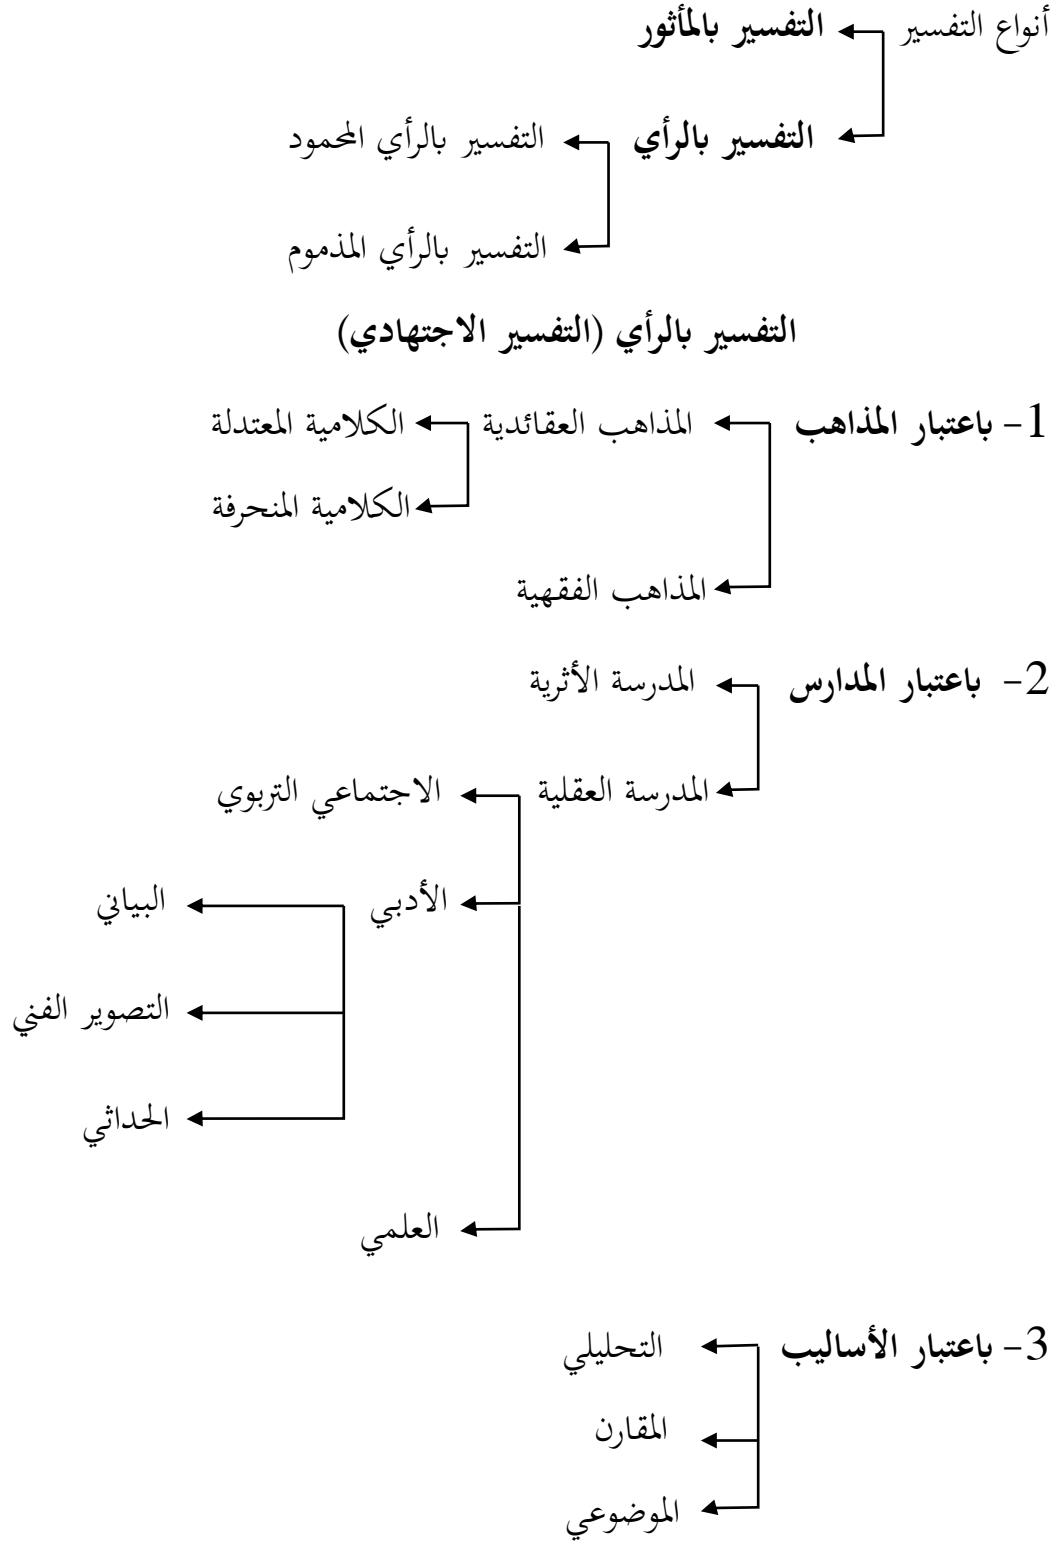 أنواع التفسير التفسير بالمأثور
التفسير بالرأي التفسير بالرأي المحمود
التفسير بالرأي المذموم
التفسير بالرأي (التفسير الاجتهادي)
1- باعتبار المذاهب المذاهب العقائدية الكلامية المعتدلة
الكلامية المنحرفة
المذاهب الفقهية
2- باعتبار المدارس المدرسة الأثرية
المدرسة العقلية الاجتماعي التربوي
الأدبي البياني
التصوير الفني
الحداثي
العلمي
3- باعتبار الأساليب التحليلي
المقارن
الموضوعي